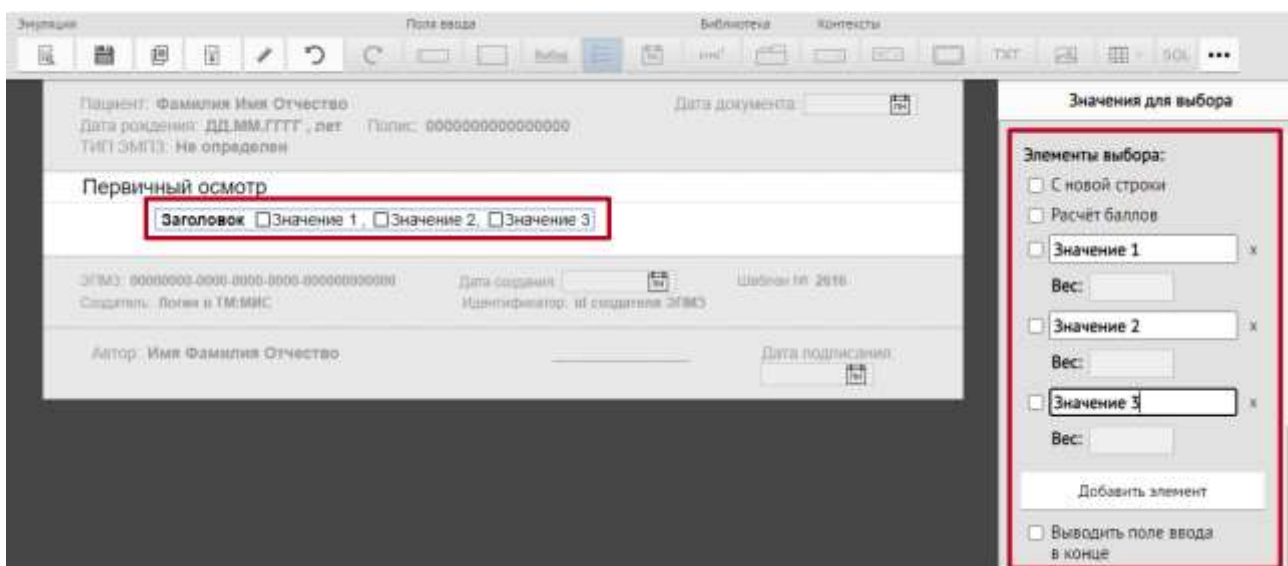 Эмуляция Поля ввода Библиотека Контексты
Выбор TXT SQL •••
Пациент: Фамилия Имя Отчество Дата документа:
Дата рождения: ДД.ММ.ГГГГ , лет Полис: 0000000000000000
ТИП ЭМПЗ: Не определен
Первичный осмотр
Заголовок Значение 1 , Значение 2, Значение 3
ЭПМЗ: 00000000-0000-0000-0000-000000000000 Дата создания: Шаблон №: 2616
Создатель: Логин в ТМ:МИС Идентификатор: id создателя ЭПМЗ
Автор: Имя Фамилия Отчество Дата подписания:
Значения для выбора
Элементы выбора:
С новой строки
Расчёт баллов
Значение 1 x
Вес:
Значение 2 x
Вес:
Значение 3 x
Вес:
Добавить элемент
Выводить поле ввода
в конце